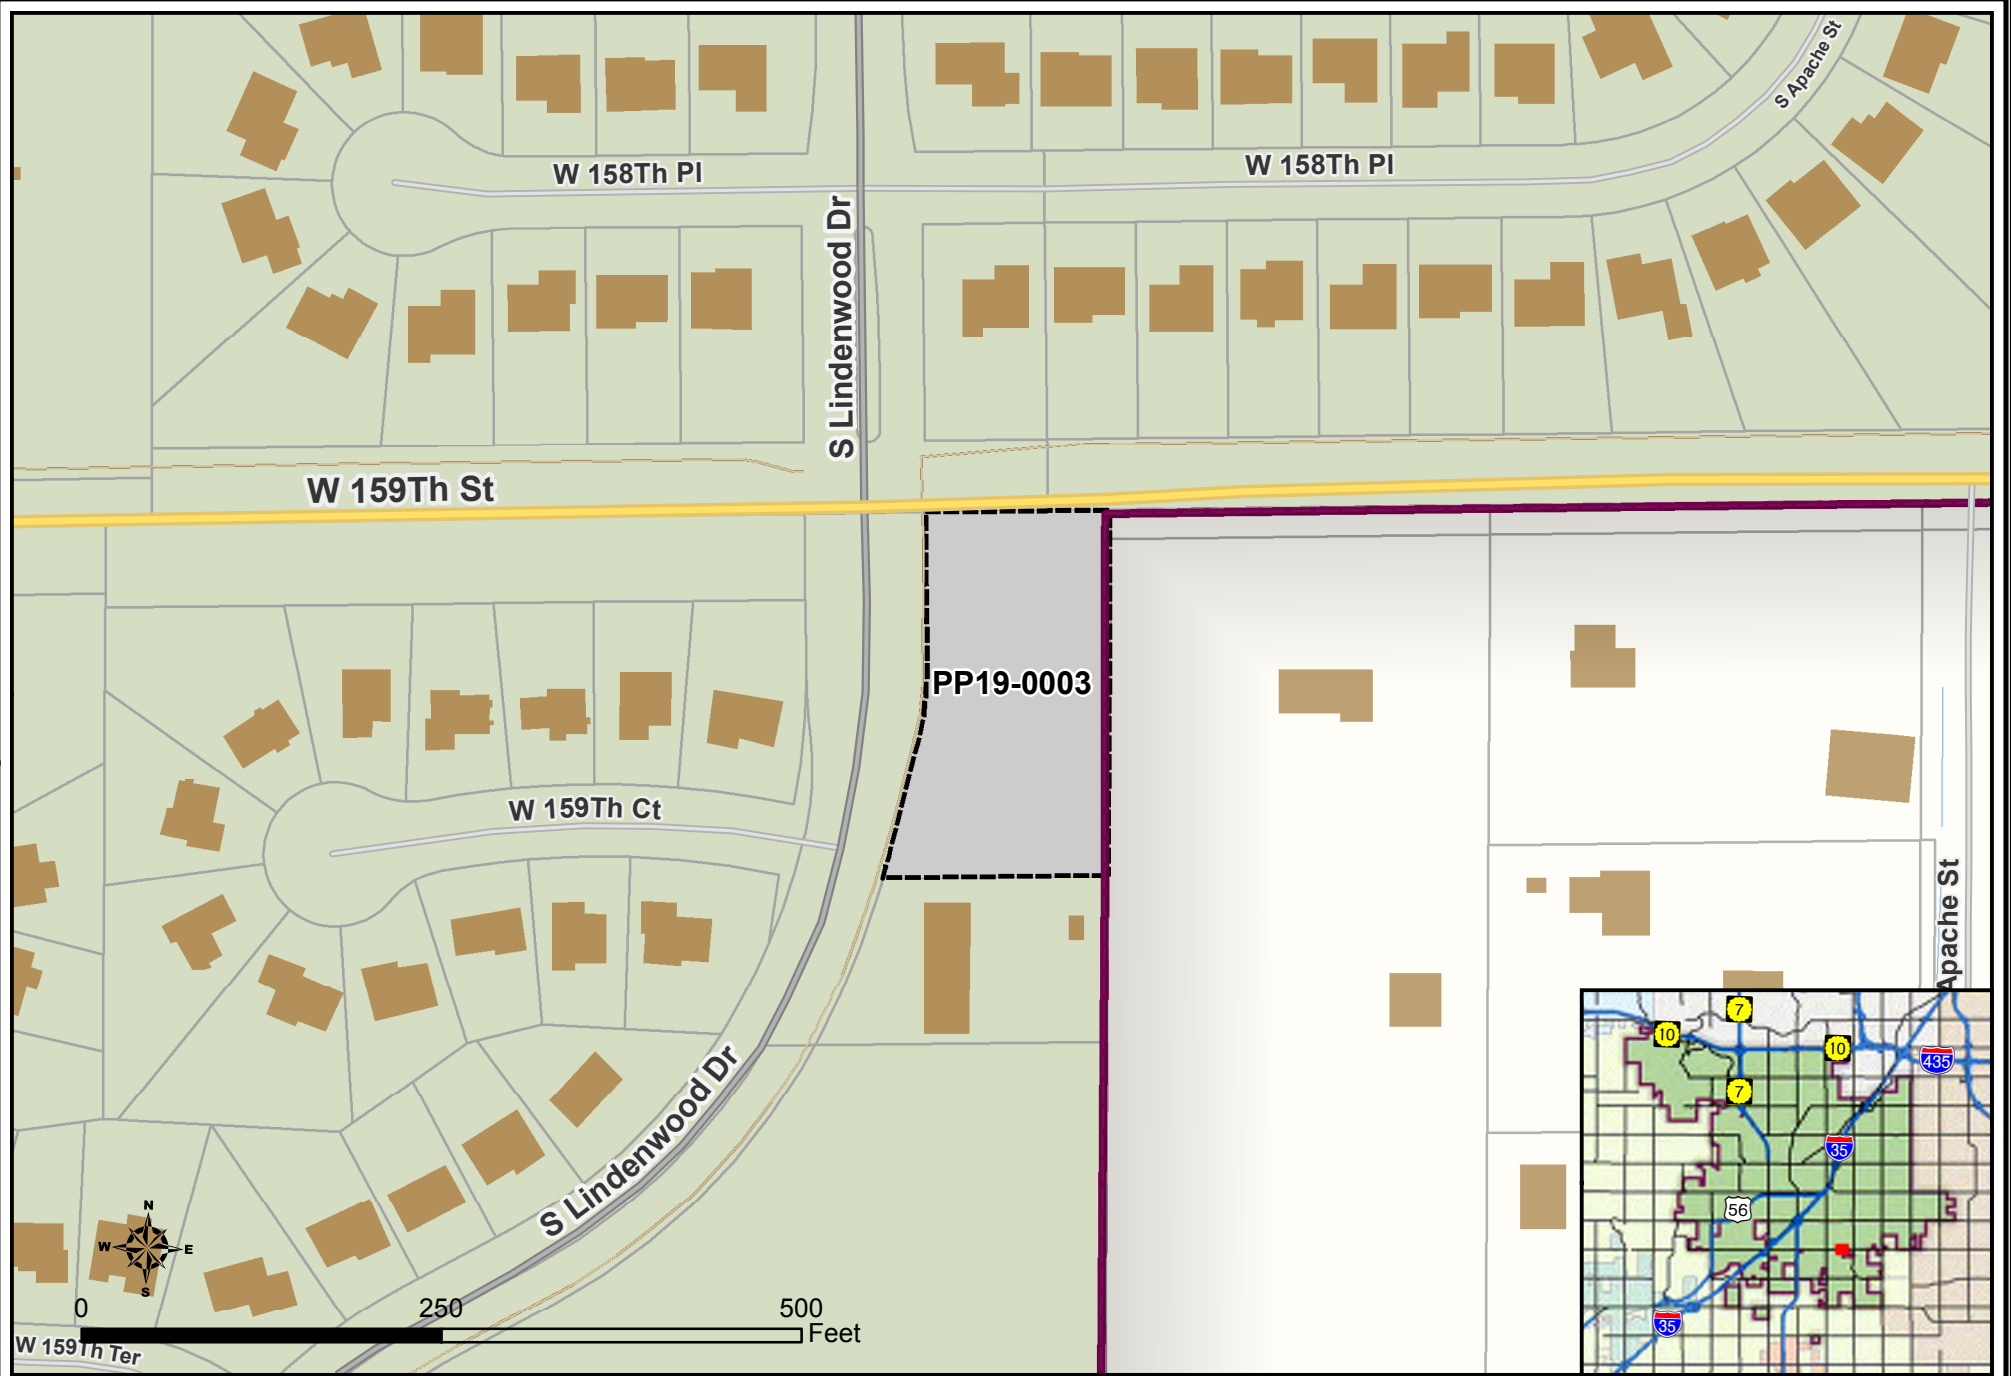 S Apache St
W 158Th Pl
W 158Th Pl
S Lindenwood Dr
W 159Th St
PP19-0003
W 159Th Ct
Apache St
S Lindenwood Dr
N
W E
S
0 250 500
Feet
W 159Th Ter
7
10
10
435
7
35
56
35